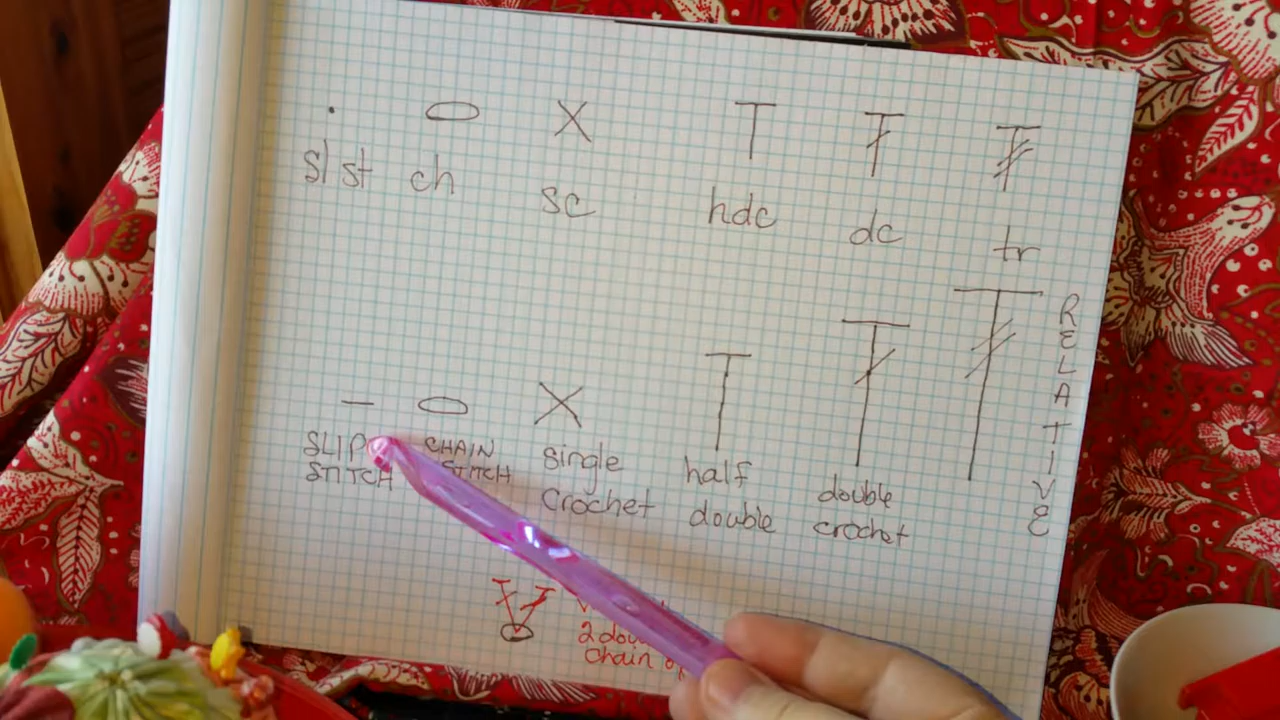 sl st ch sc hdc dc tr
SLIP CHAIN single half double
STITCH STITCH crochet double crochet
RELATIVE
2
chain